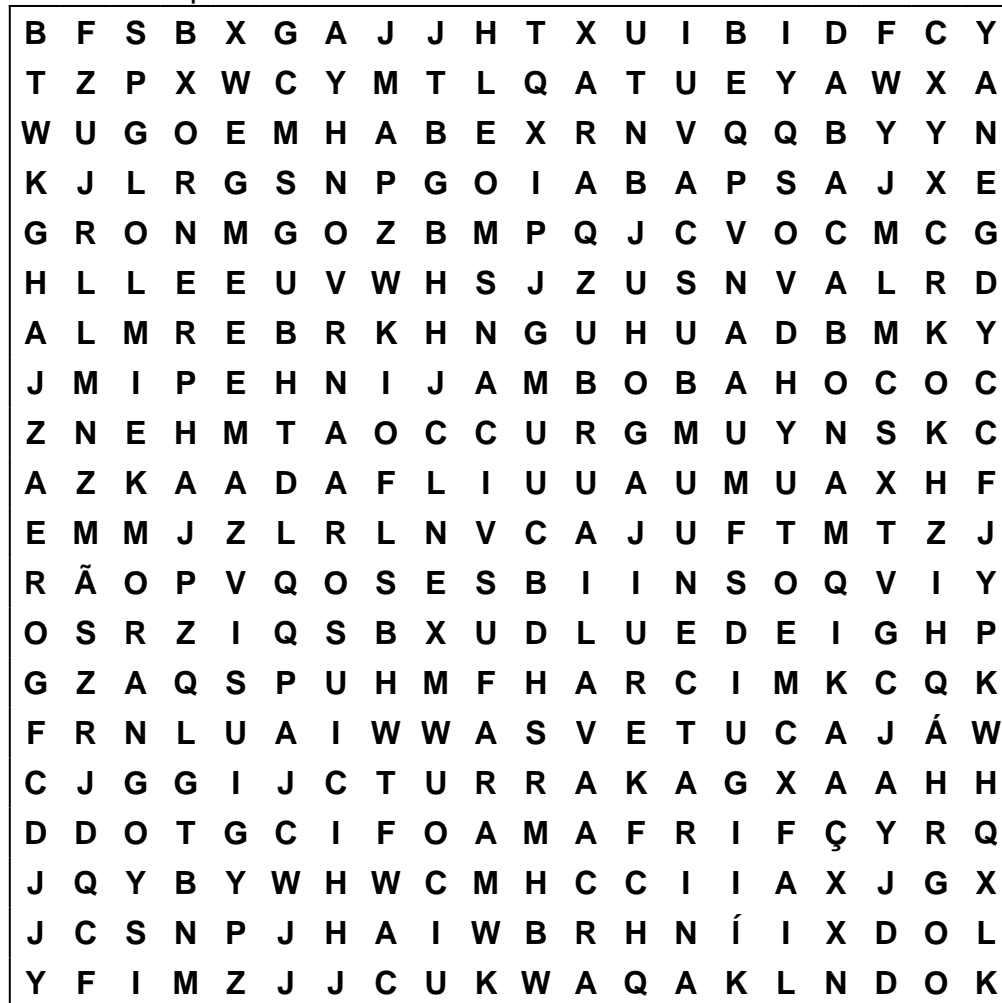 B F S B X G A J J H T X U I B I D F C Y
T Z P X W C Y M T L Q A T U E Y A W X A
W U G O E M H A B E X R N V Q Q B Y Y N
K J L R G S N P G O I A B A P S A J X E
G R O N M G O Z B M P Q J C V O C M C G
H L L E E U V W H S J Z U S N V A L R D
A L M R E B R K H N G U H U A D B M K Y
J M I P E H N I J A M B O B A H O C O C
Z N E H M T A O C C U R G M U Y N S K C
A Z K A A D A F L I U U A U M U A X H F
E M M J Z L R L N V C A J U F T M T Z J
R Ã O P V Q O S E S B I I N S O Q V I Y
O S R Z I Q S B X U D L U E D E I G H P
G Z A Q S P U H M F H A R C I M K C Q K
F R N L U A I W W A S V E T U C A J Á W
C J G G I J C T U R R A K A G X A A H H
D D O T G C I F O A M A F R I F Ç Y R Q
J Q Y B Y W H W C M H C C I I A X J G X
J C S N P J H A I W B R H N Í I X D O L
Y F I M Z J J C U K W A Q A K L N D O K